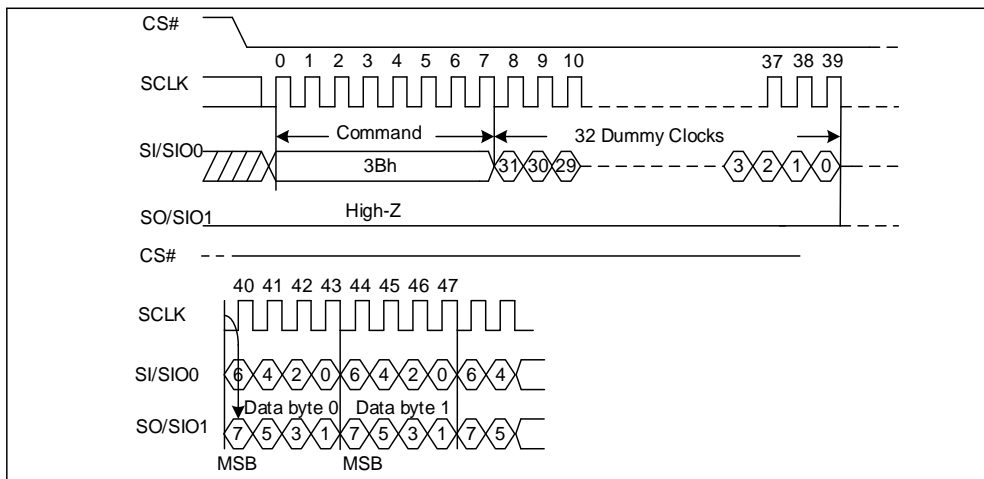 CS#
0 1 2 3 4 5 6 7 8 9 10 37 38 39
SCLK
Command 32 Dummy Clocks
SI/SIO0
3Bh 31 30 29 3 2 1 0
High-Z
SO/SIO1
CS#
40 41 42 43 44 45 46 47
SCLK
SI/SIO0 6 4 2 0 6 4 2 0 6 4
Data byte 0 Data byte 1
SO/SIO1 7 5 3 1 7 5 3 1 7 5
MSB MSB